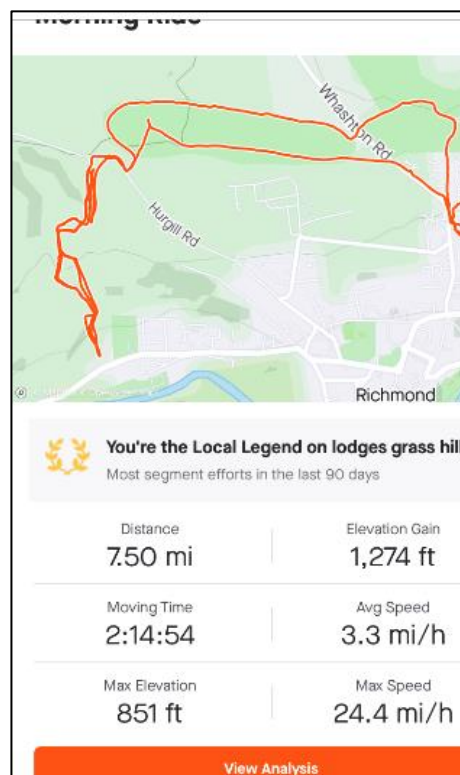 Morning Ride
Whashton Rd
Hurgill Rd
Richmond
You're the Local Legend on lodges grass hill
Most segment efforts in the last 90 days
Distance
7.50 mi
Elevation Gain
1,274 ft
Moving Time
2:14:54
Avg Speed
3.3 mi/h
Max Elevation
851 ft
Max Speed
24.4 mi/h
View Analysis